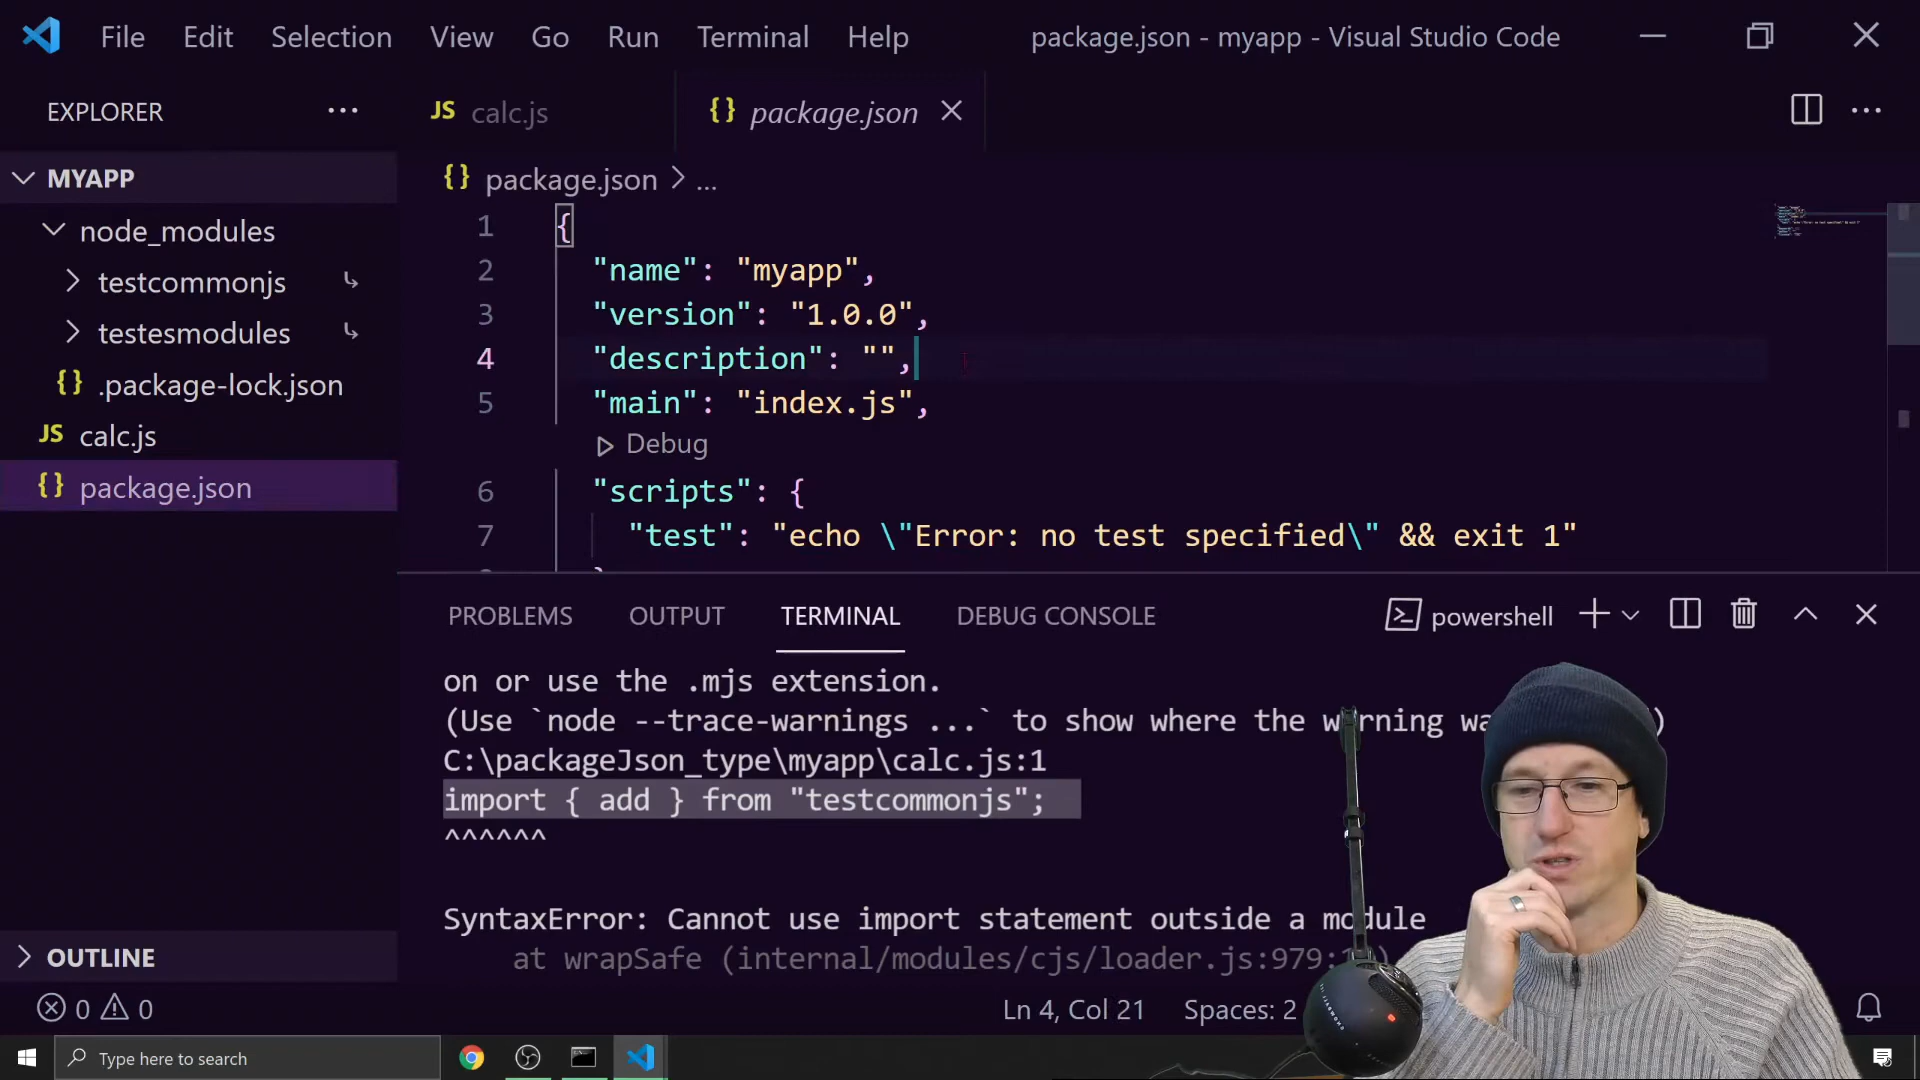 File Edit Selection View Go Run Terminal Help package.json - myapp - Visual Studio Code
EXPLORER
JS calc.js
{} package.json
MYAPP
node_modules
testcommonjs
testesmodules
{} .package-lock.json
JS calc.js
{} package.json
OUTLINE
{} package.json > ...
1 {
2 "name": "myapp",
3 "version": "1.0.0",
4 "description": "",
5 "main": "index.js",
Debug
6 "scripts": {
7 "test": "echo \"Error: no test specified\" && exit 1"
PROBLEMS OUTPUT TERMINAL DEBUG CONSOLE powershell
on or use the .mjs extension.
(Use `node --trace-warnings ...` to show where the warning )
C:\packageJson_type\myapp\calc.js:1
import { add } from "testcommonjs";
^^^^^^
SyntaxError: Cannot use import statement outside a module
at wrapSafe (internal/modules/cjs/loader.js:979:
0 0 Ln 4, Col 21 Spaces: 2
Type here to search